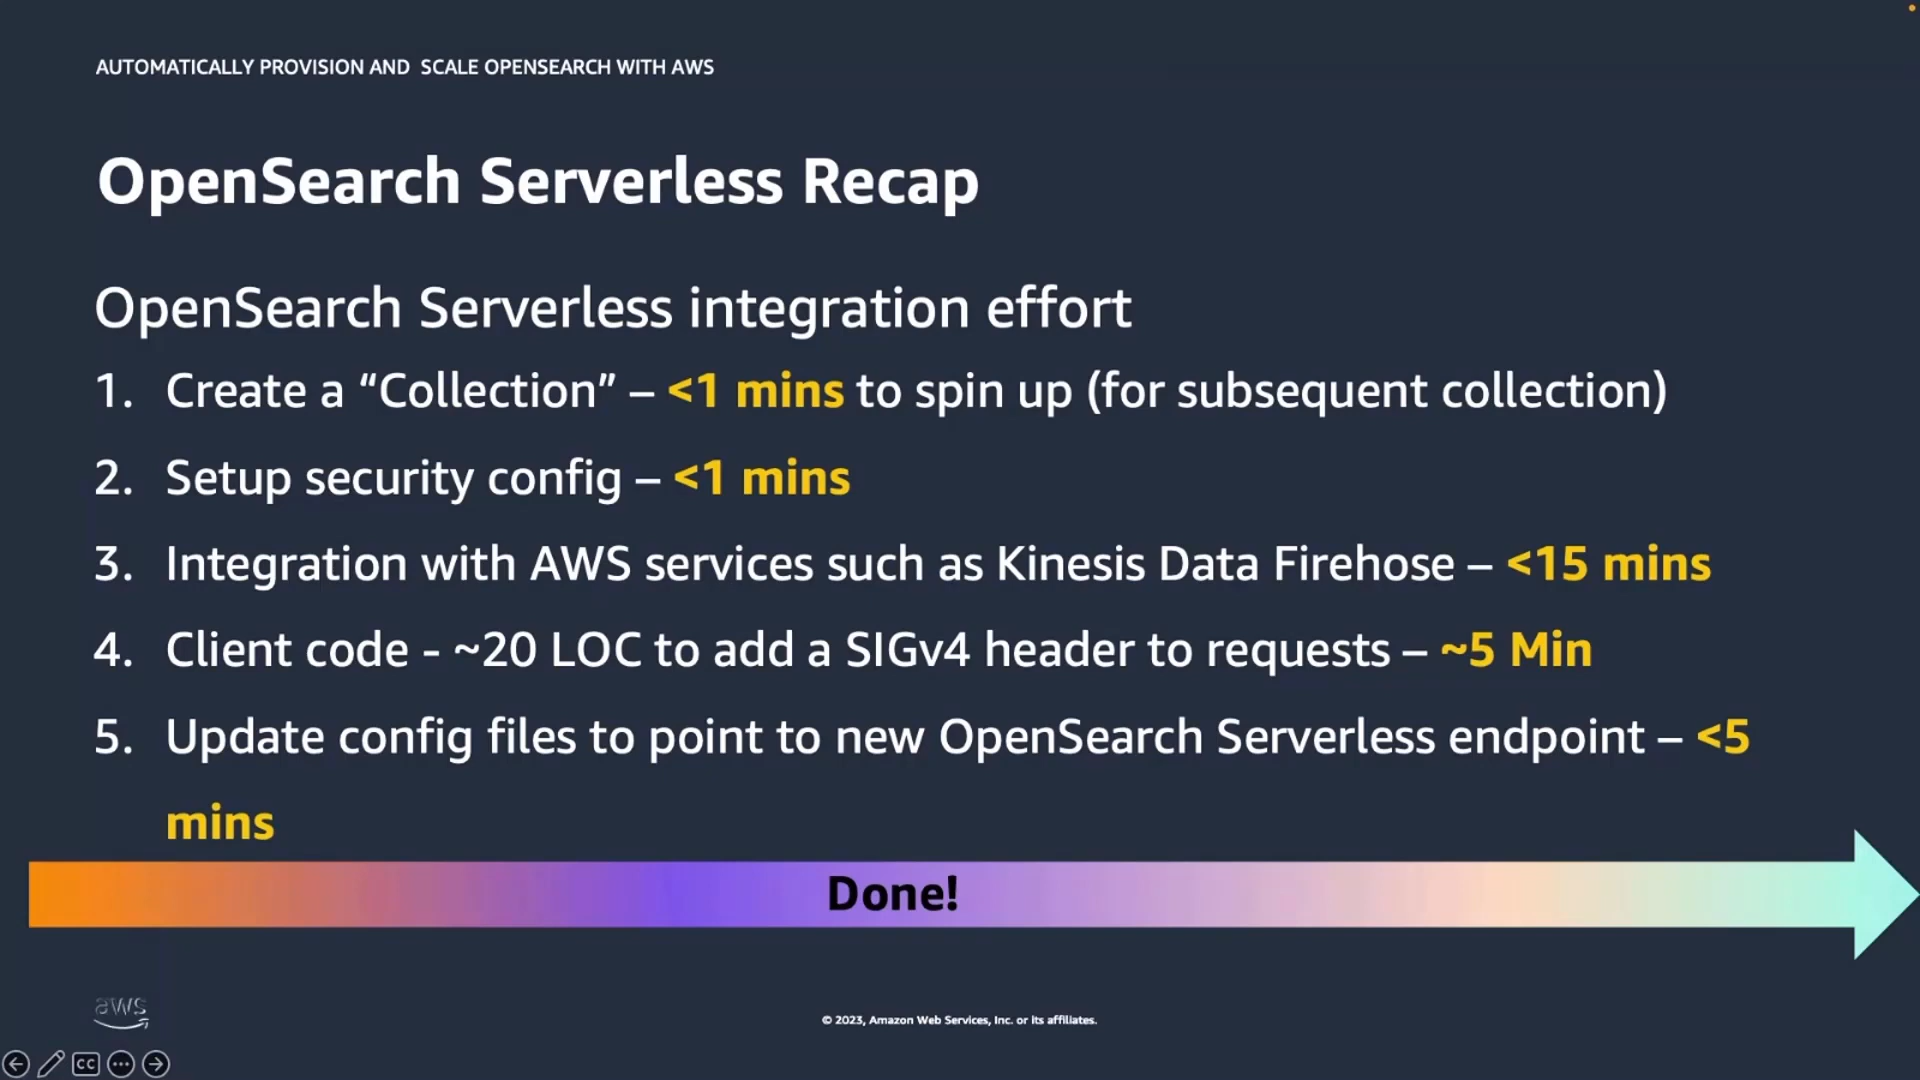 AUTOMATICALLY PROVISION AND SCALE OPENSEARCH WITH AWS
OpenSearch Serverless Recap
OpenSearch Serverless integration effort
1. Create a “Collection” – <1 mins to spin up (for subsequent collection)
2. Setup security config – <1 mins
3. Integration with AWS services such as Kinesis Data Firehose – <15 mins
4. Client code - ~20 LOC to add a SIGv4 header to requests – ~5 Min
5. Update config files to point to new OpenSearch Serverless endpoint – <5
mins
Done!
aws
© 2023, Amazon Web Services, Inc. or its affiliates.
CC